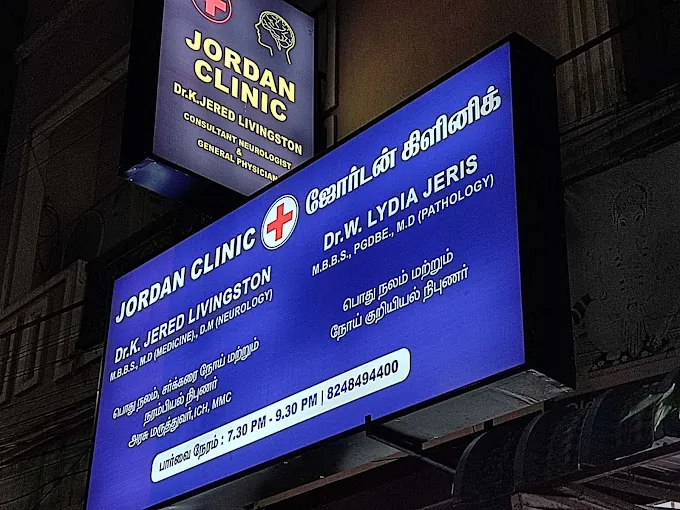 JORDAN
CLINIC
Dr.K.JERED LIVINGSTON
CONSULTANT NEUROLOGIST
&
GENERAL PHYSICIAN
JORDAN CLINIC
ஜோர்டன் கிளினிக்
Dr.K. JERED LIVINGSTON
M.B.B.S., M.D (MEDICINE)., D.M (NEUROLOGY)
பொது நலம், சர்க்கரை நோய் மற்றும்
நரம்பியல் நிபுணர்
அரசு மருத்துவர்,ICH, MMC
Dr.W. LYDIA JERIS
M.B.B.S., PGDBE., M.D (PATHOLOGY)
பொது நலம் மற்றும்
நோய் குறியியல் நிபுணர்
பார்வை நேரம் : 7.30 PM - 9.30 PM | 8248494400